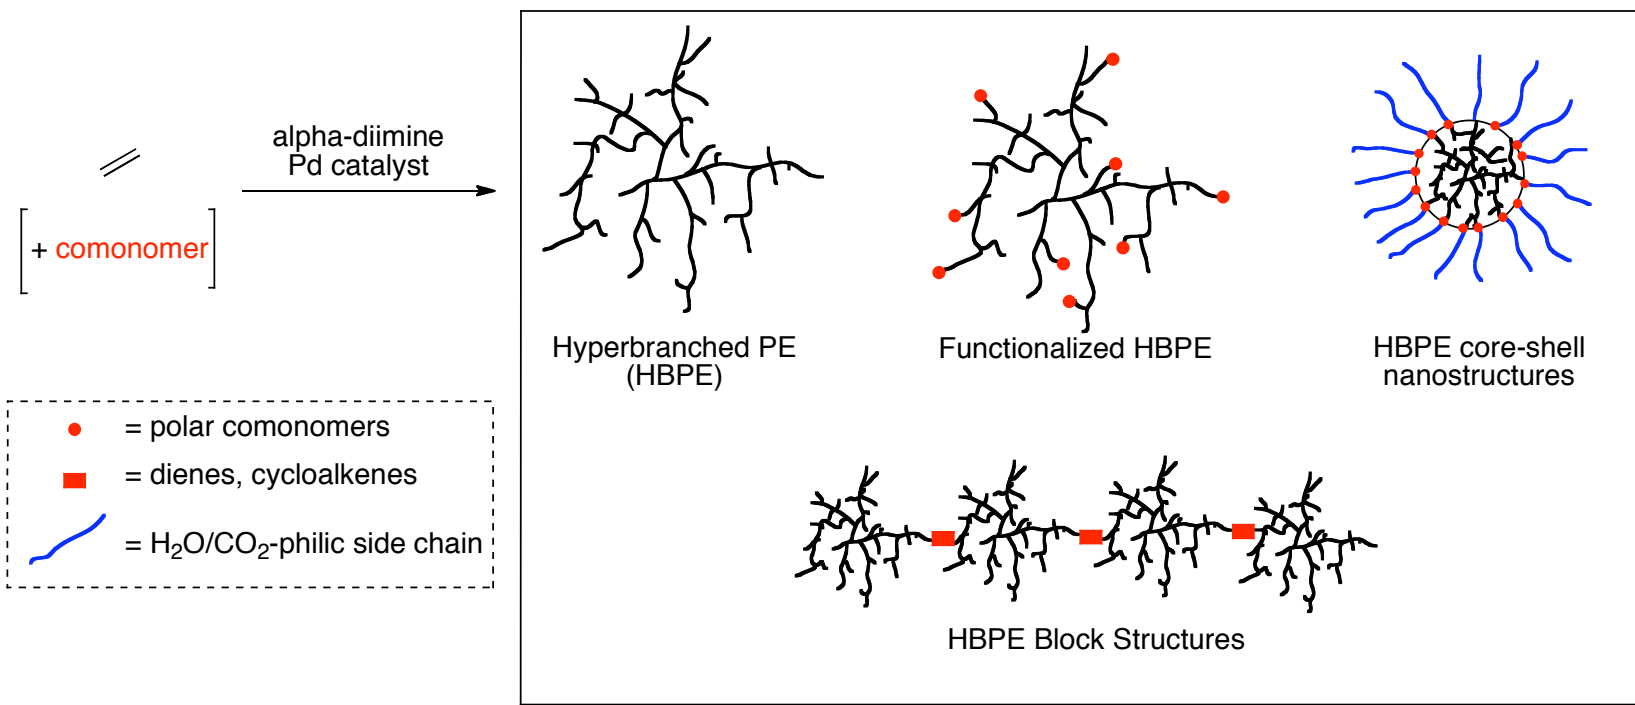 alpha-diimine
Pd catalyst
[+ comonomer]
Hyperbranched PE
(HBPE)
Functionalized HBPE
HBPE core-shell
nanostructures
= polar comonomers
= dienes, cycloalkenes
= H₂O/CO₂-philic side chain
HBPE Block Structures